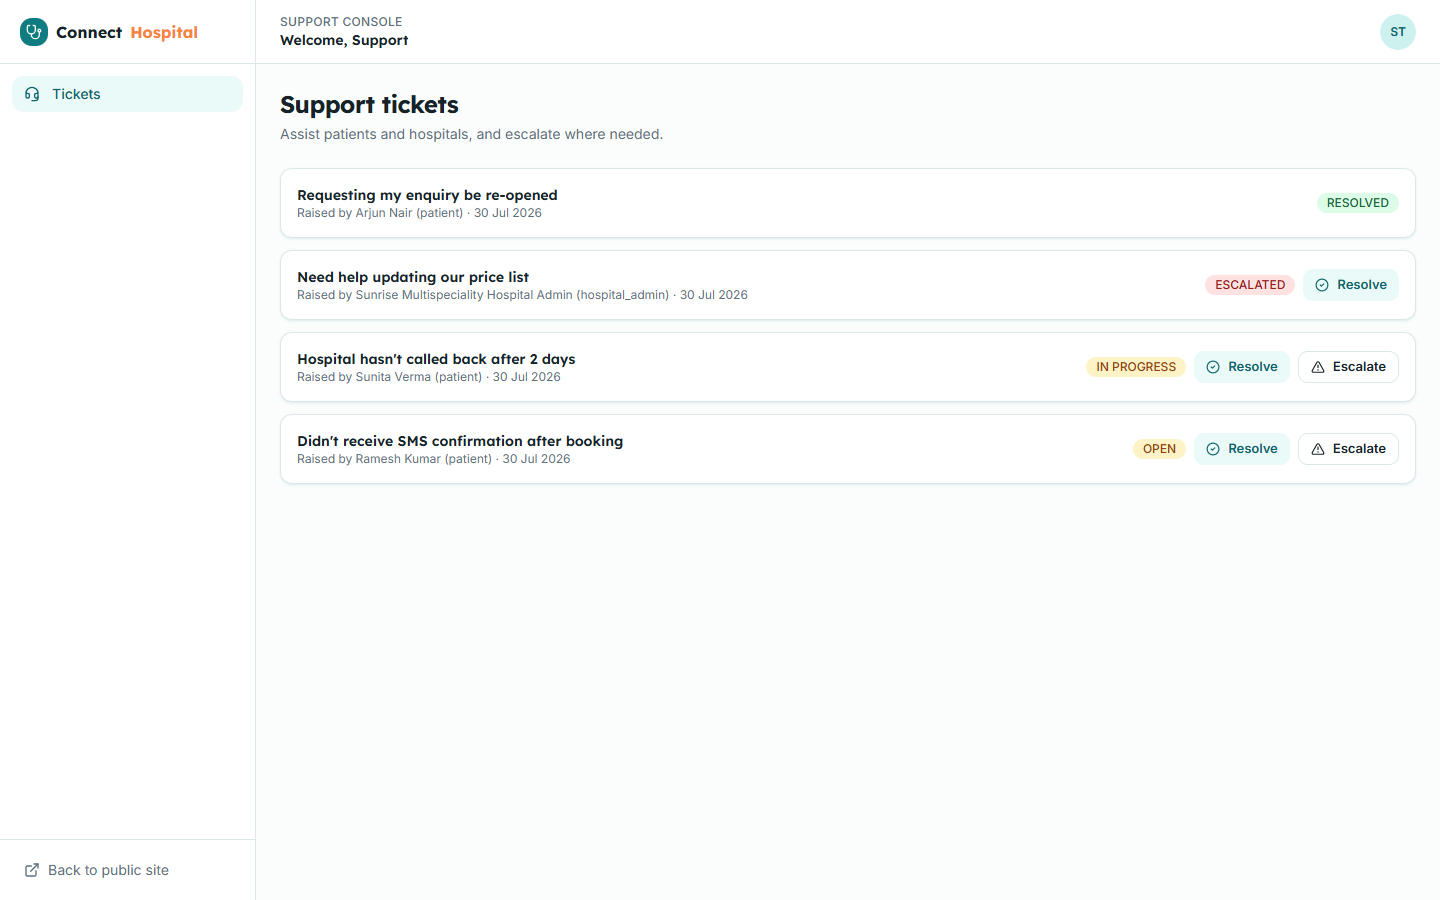 Connect Hospital
SUPPORT CONSOLE
Welcome, Support
ST
Tickets
Support tickets
Assist patients and hospitals, and escalate where needed.
Requesting my enquiry be re-opened
Raised by Arjun Nair (patient) · 30 Jul 2026
RESOLVED
Need help updating our price list
Raised by Sunrise Multispeciality Hospital Admin (hospital_admin) · 30 Jul 2026
ESCALATED
Resolve
Hospital hasn't called back after 2 days
Raised by Sunita Verma (patient) · 30 Jul 2026
IN PROGRESS
Resolve
Escalate
Didn't receive SMS confirmation after booking
Raised by Ramesh Kumar (patient) · 30 Jul 2026
OPEN
Resolve
Escalate
Back to public site